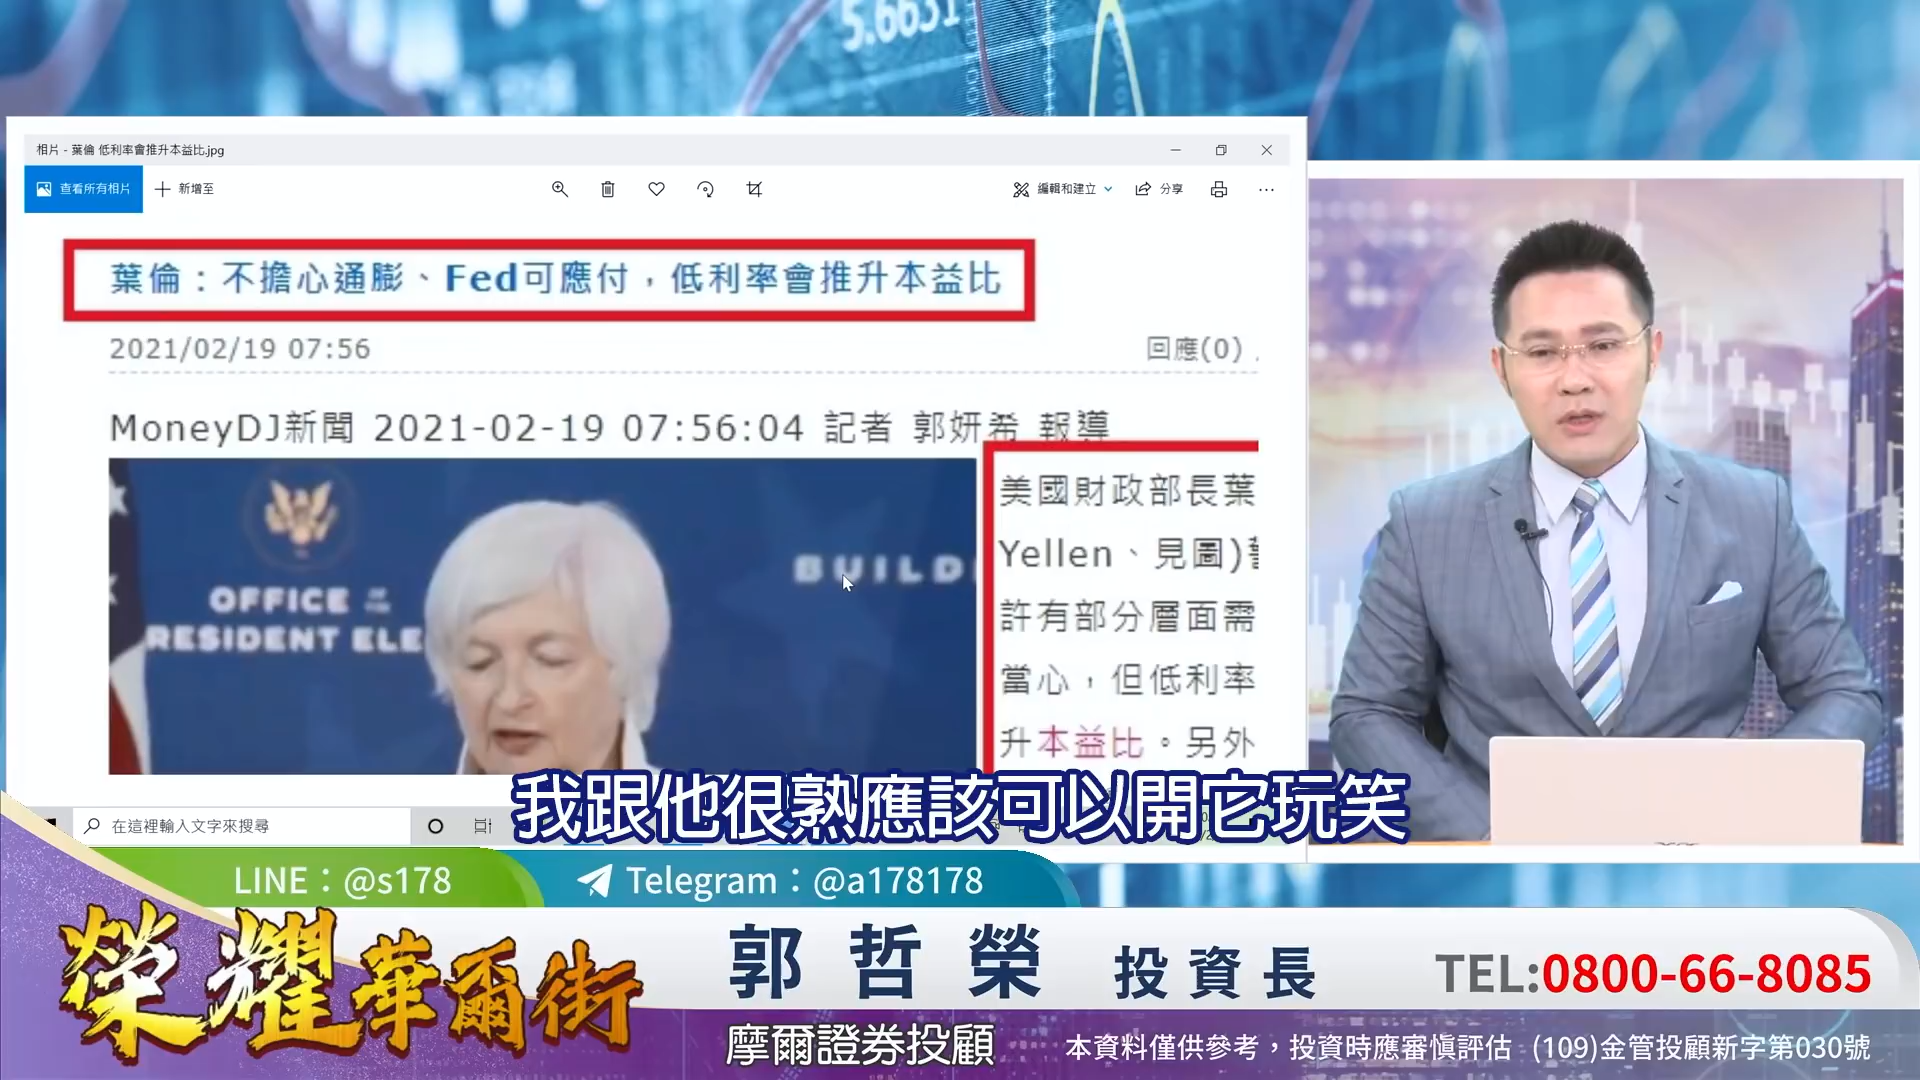 5.6631
相片 - 葉倫 低利率會推升本益比.jpg
查看所有相片
新增至
編輯和建立
分享
葉倫：不擔心通膨、Fed可應付，低利率會推升本益比
2021/02/19 07:56
回應(0)
MoneyDJ新聞 2021-02-19 07:56:04 記者 郭妍希 報導
OFFICE OF THE
RESIDENT ELE
BUILD
美國財政部長葉
Yellen、見圖)
許有部分層面需
當心，但低利率
升本益比。另外
我跟他很熟應該可以開它玩笑
在這裡輸入文字來搜尋
LINE：@s178
Telegram：@a178178
榮耀華爾街
郭哲榮 投資長
TEL:0800-66-8085
摩爾證券投顧
本資料僅供參考，投資時應審慎評估 (109)金管投顧新字第030號